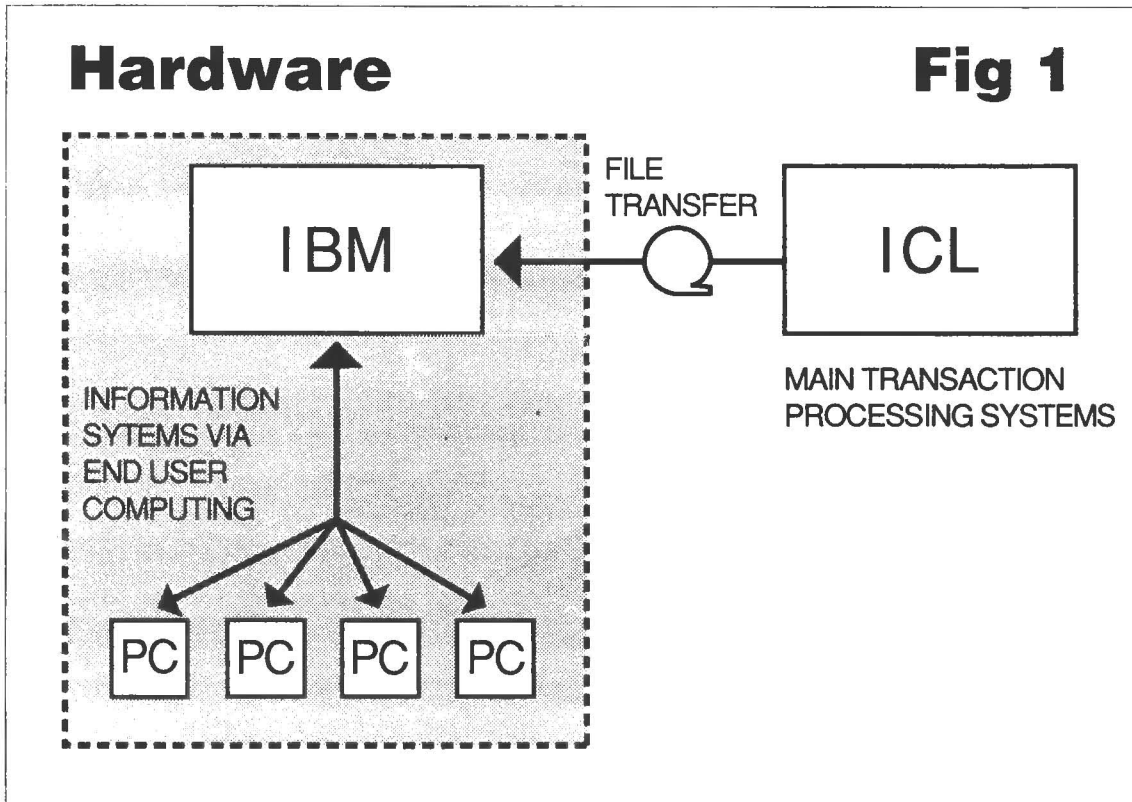 Hardware
Fig 1
IBM
FILE
TRANSFER
ICL
MAIN TRANSACTION
PROCESSING SYSTEMS
INFORMATION
SYTEMS VIA
END USER
COMPUTING
PC PC PC PC